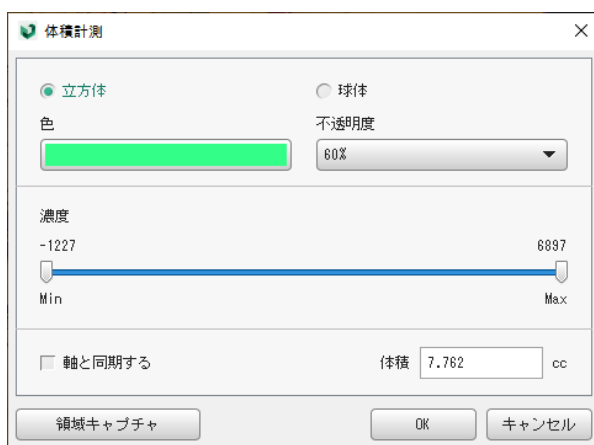 体積計測
立方体 球体
色 不透明度
60%
濃度
-1227 6897
Min Max
軸と同期する 体積 7.762 cc
領域キャプチャ OK キャンセル